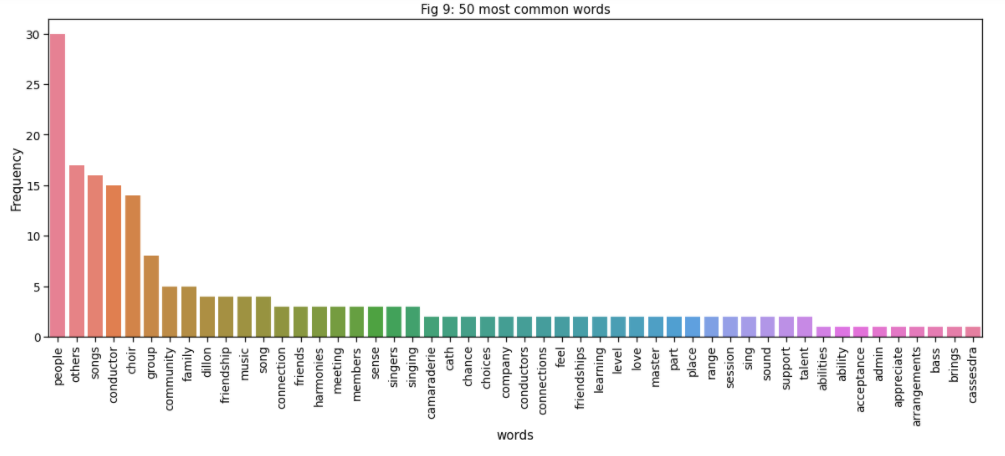 Fig 9: 50 most common words
Frequency
30
25
20
15
10
5
0
people
others
songs
conductor
choir
group
community
family
dillon
friendship
music
song
connection
friends
harmonies
meeting
members
sense
singers
singing
camaraderie
cath
chance
choices
company
conductors
connections
feel
friendships
learning
level
love
master
part
place
range
session
sing
sound
support
talent
abilities
ability
acceptance
admin
appreciate
arrangements
bass
brings
cassesdra
words